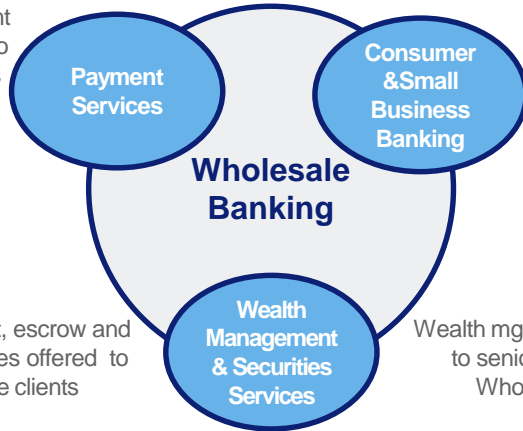 Payment
Services
Consumer
&Small
Business
Banking
Wholesale
Banking
Wealth
Management
& Securities
Services
, escrow and
es offered to
e clients
Wealth mg
to senio
Who